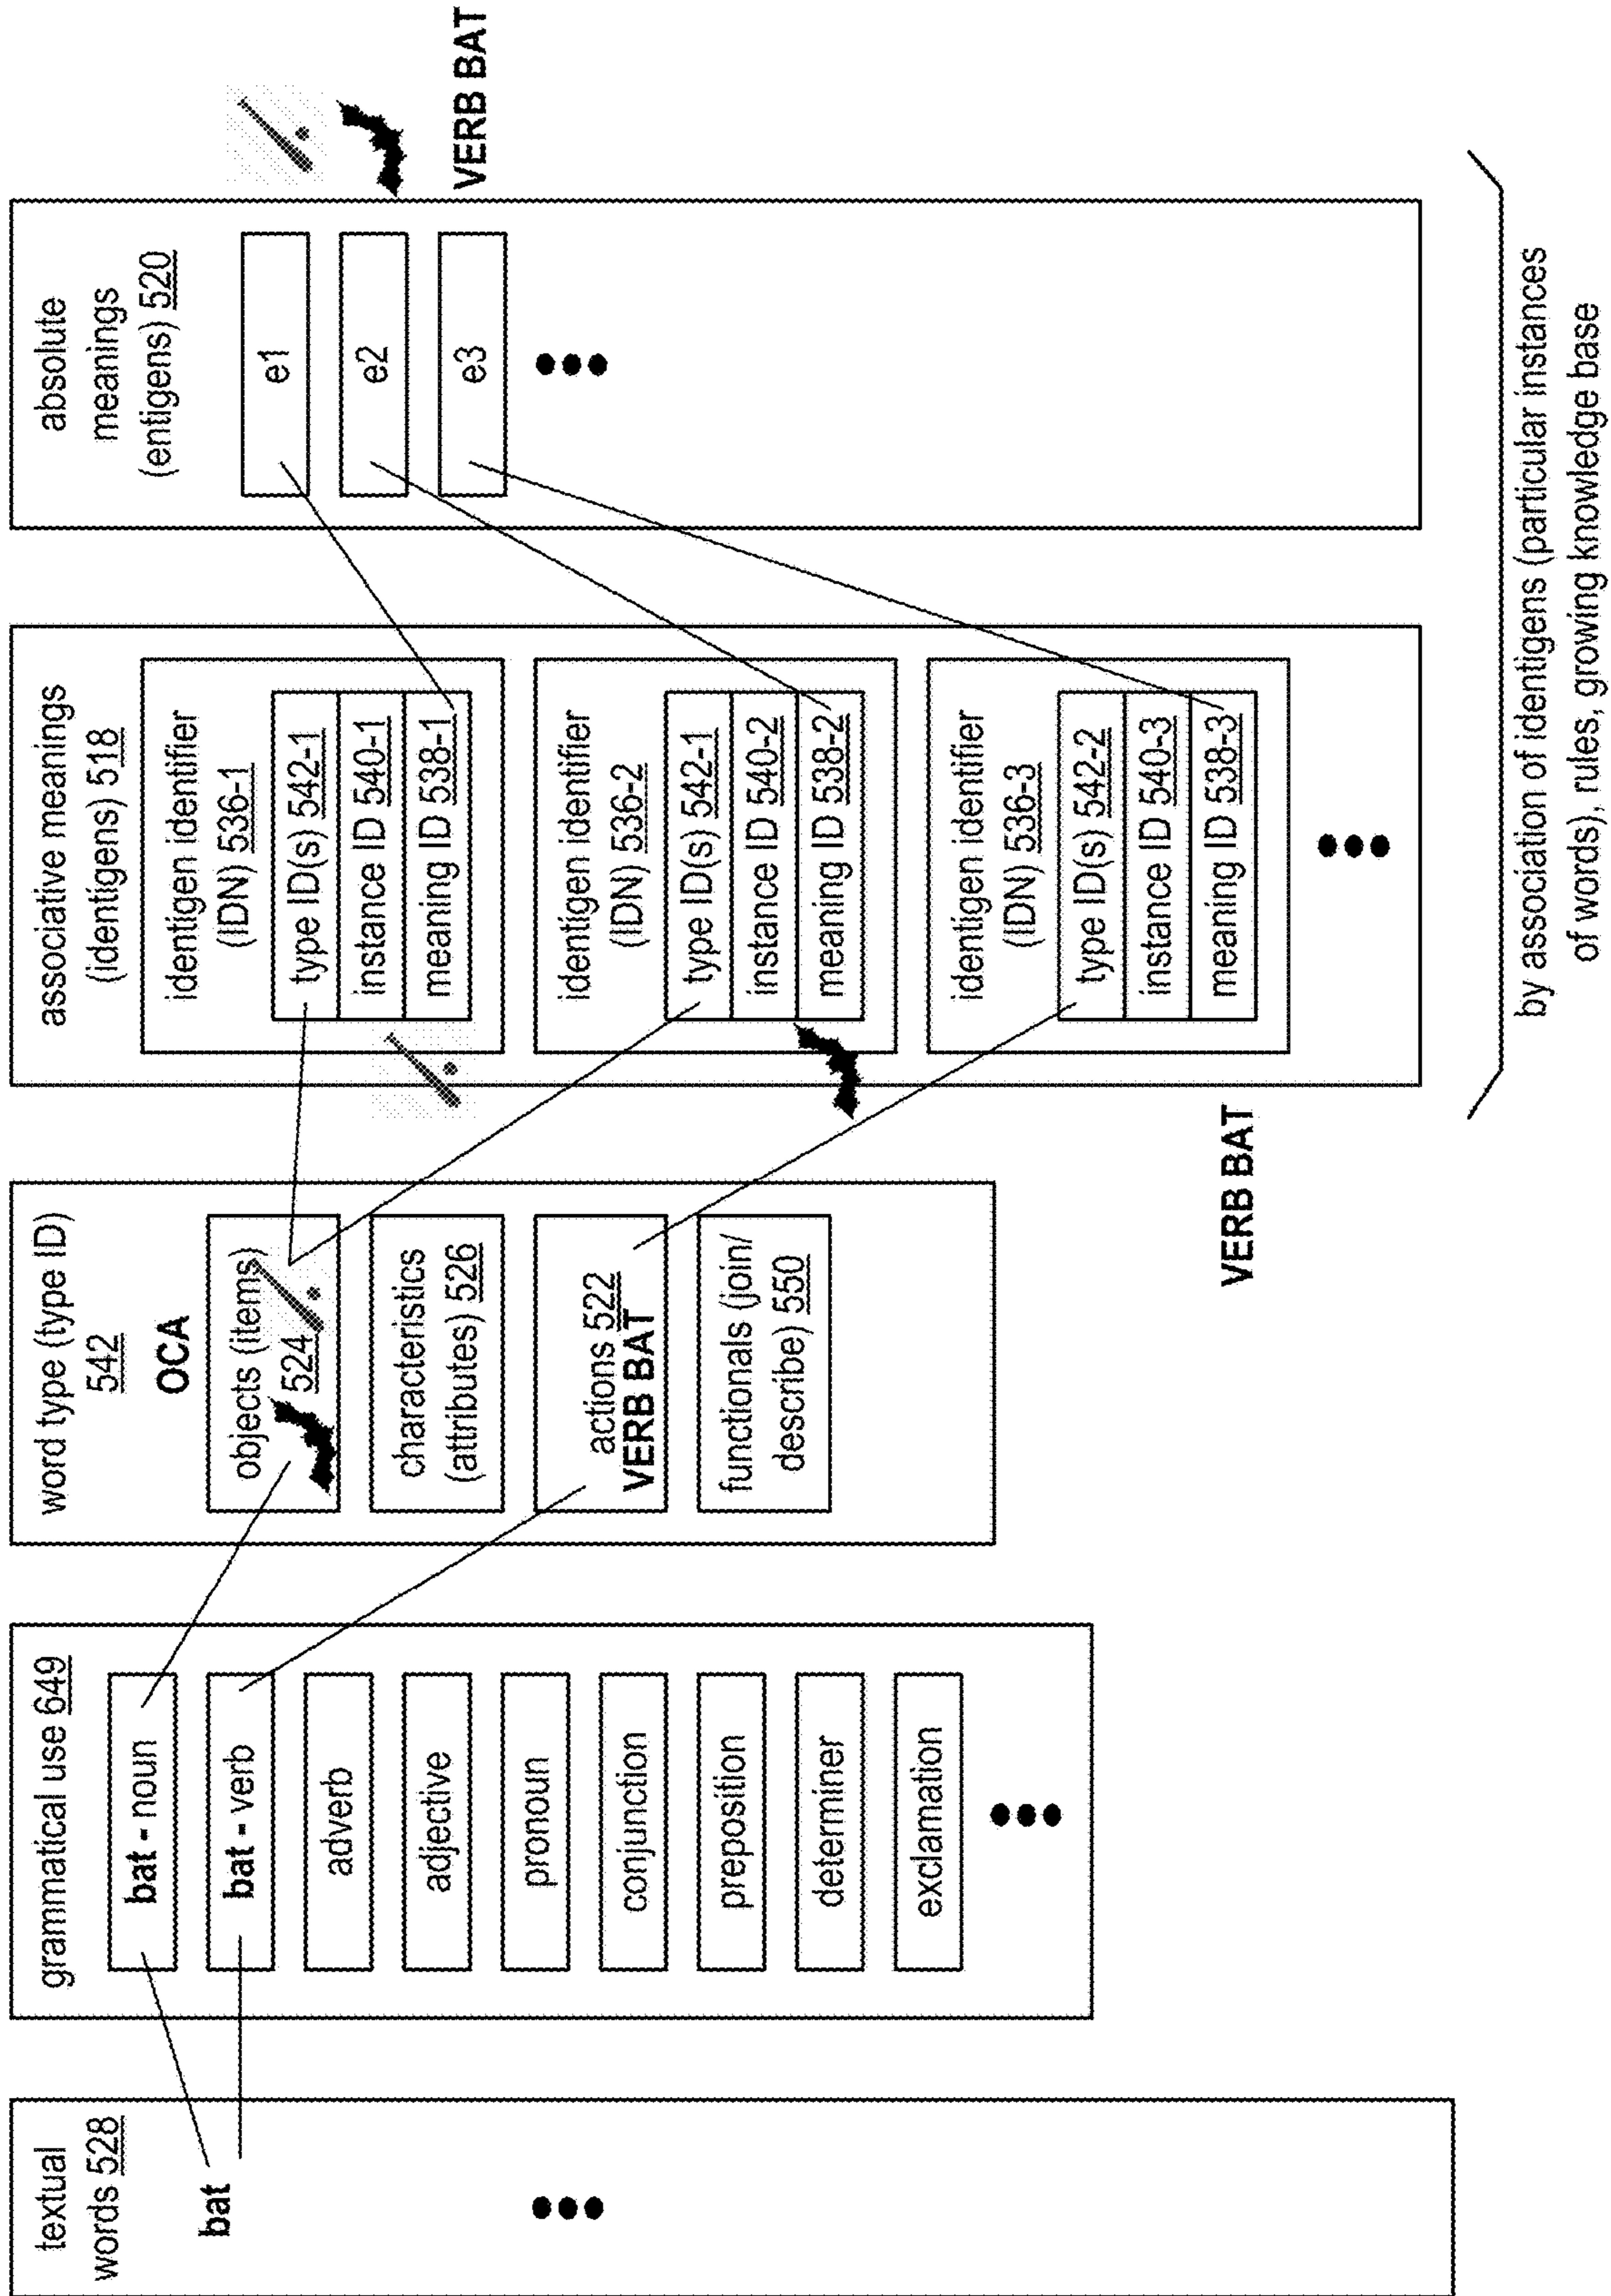 textual
words 528
bat
grammatical use 649
bat - noun
bat - verb
adverb
adjective
pronoun
conjunction
preposition
determiner
exclamation
word type (type ID)
542
OCA
objects (items)
524
characteristics
(attributes) 526
actions 522
VERB BAT
functionals (join/
describe) 550
associative meanings
(identigens) 518
identigen identifier
(IDN) 536-1
type ID(s) 542-1
instance ID 540-1
meaning ID 538-1
identigen identifier
(IDN) 536-2
type ID(s) 542-1
instance ID 540-2
meaning ID 538-2
identigen identifier
(IDN) 536-3
type ID(s) 542-2
instance ID 540-3
meaning ID 538-3
VERB BAT
absolute
meanings
(entigens) 520
e1
e2
e3
VERB BAT
by association of identigens (particular instances
of words), rules, growing knowledge base